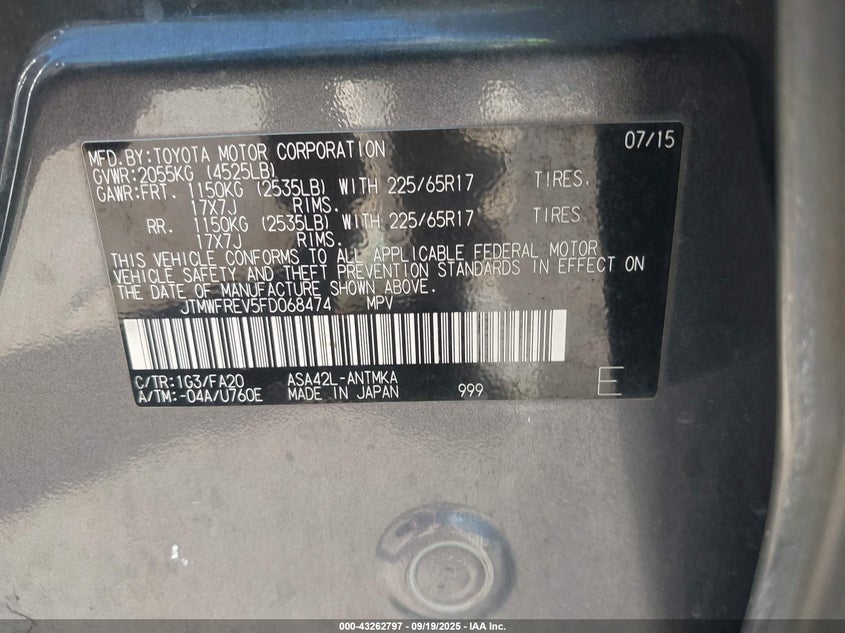 07/15
MFD.BY:TOYOTA MOTOR CORPORATION
GVWR:2055KG (4525LB)
GAWR:FRT. 1150KG (2535LB) WITH 225/65R17 TIRES.
17X7J RIMS.
RR. 1150KG (2535LB) WITH 225/65R17 TIRES.
17X7J RIMS.
THIS VEHICLE CONFORMS TO ALL APPLICABLE FEDERAL MOTOR
VEHICLE SAFETY AND THEFT PREVENTION STANDARDS IN EFFECT ON
THE DATE OF MANUFACTURE SHOWN ABOVE.
JTMWFREV5FD068474 MPV
C/TR:1G3/FA20 ASA42L-ANTMKA
A/TM:-04A/U760E MADE IN JAPAN 999 E
000-43262797 - 09/19/2025 - IAA Inc.